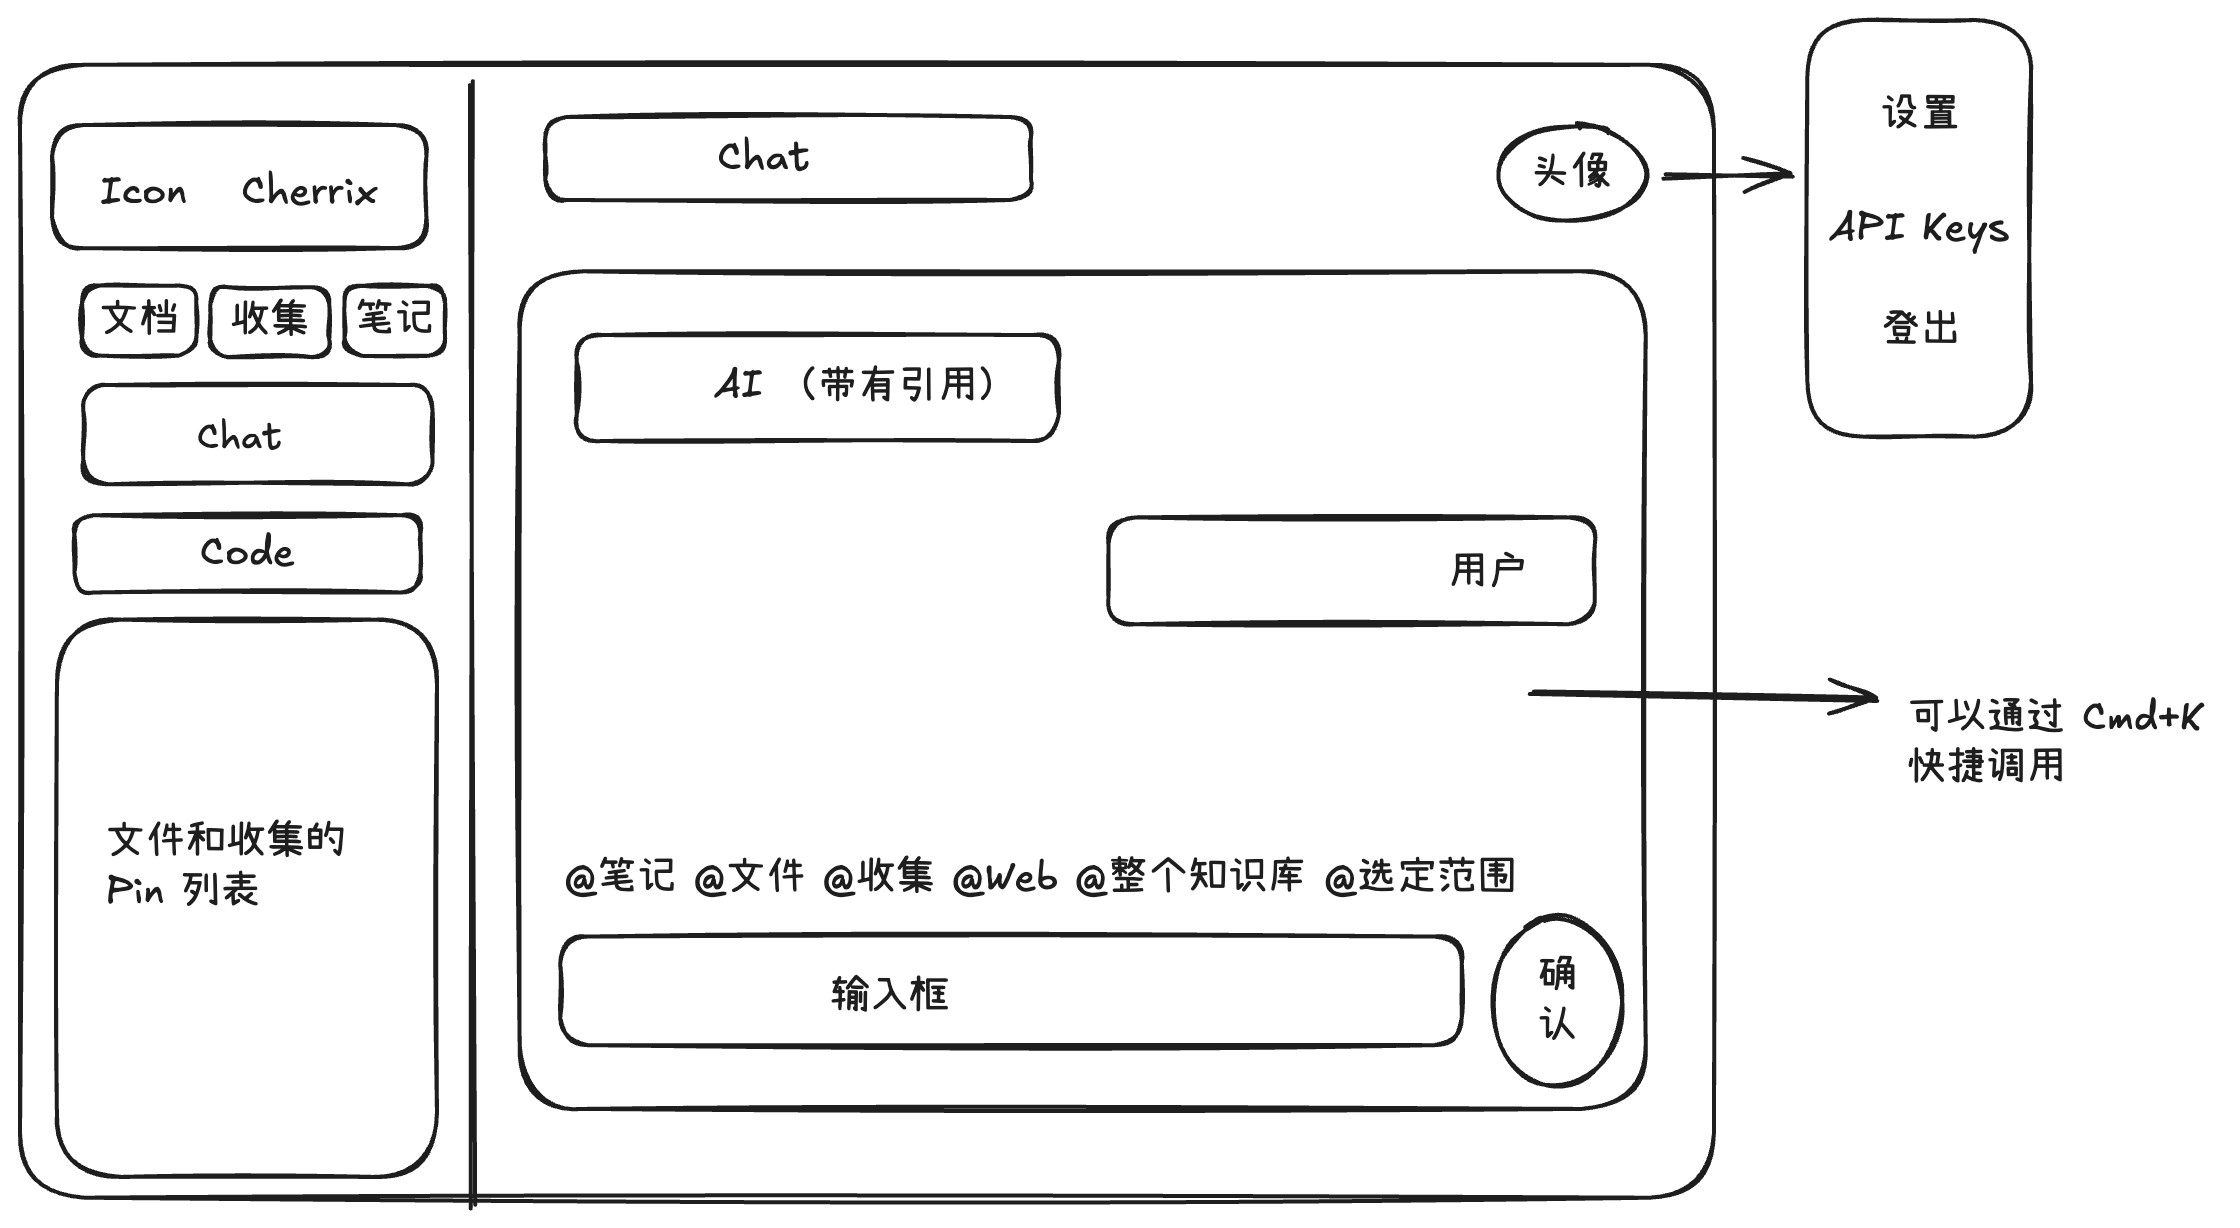 Icon Cherrix
文档 收集 笔记
Chat
Code
文件和收集的
Pin 列表
Chat
头像
AI （带有引用）
用户
@笔记 @文件 @收集 @Web @整个知识库 @选定范围
输入框
确
认
设置
API Keys
登出
可以通过 Cmd+K
快捷调用